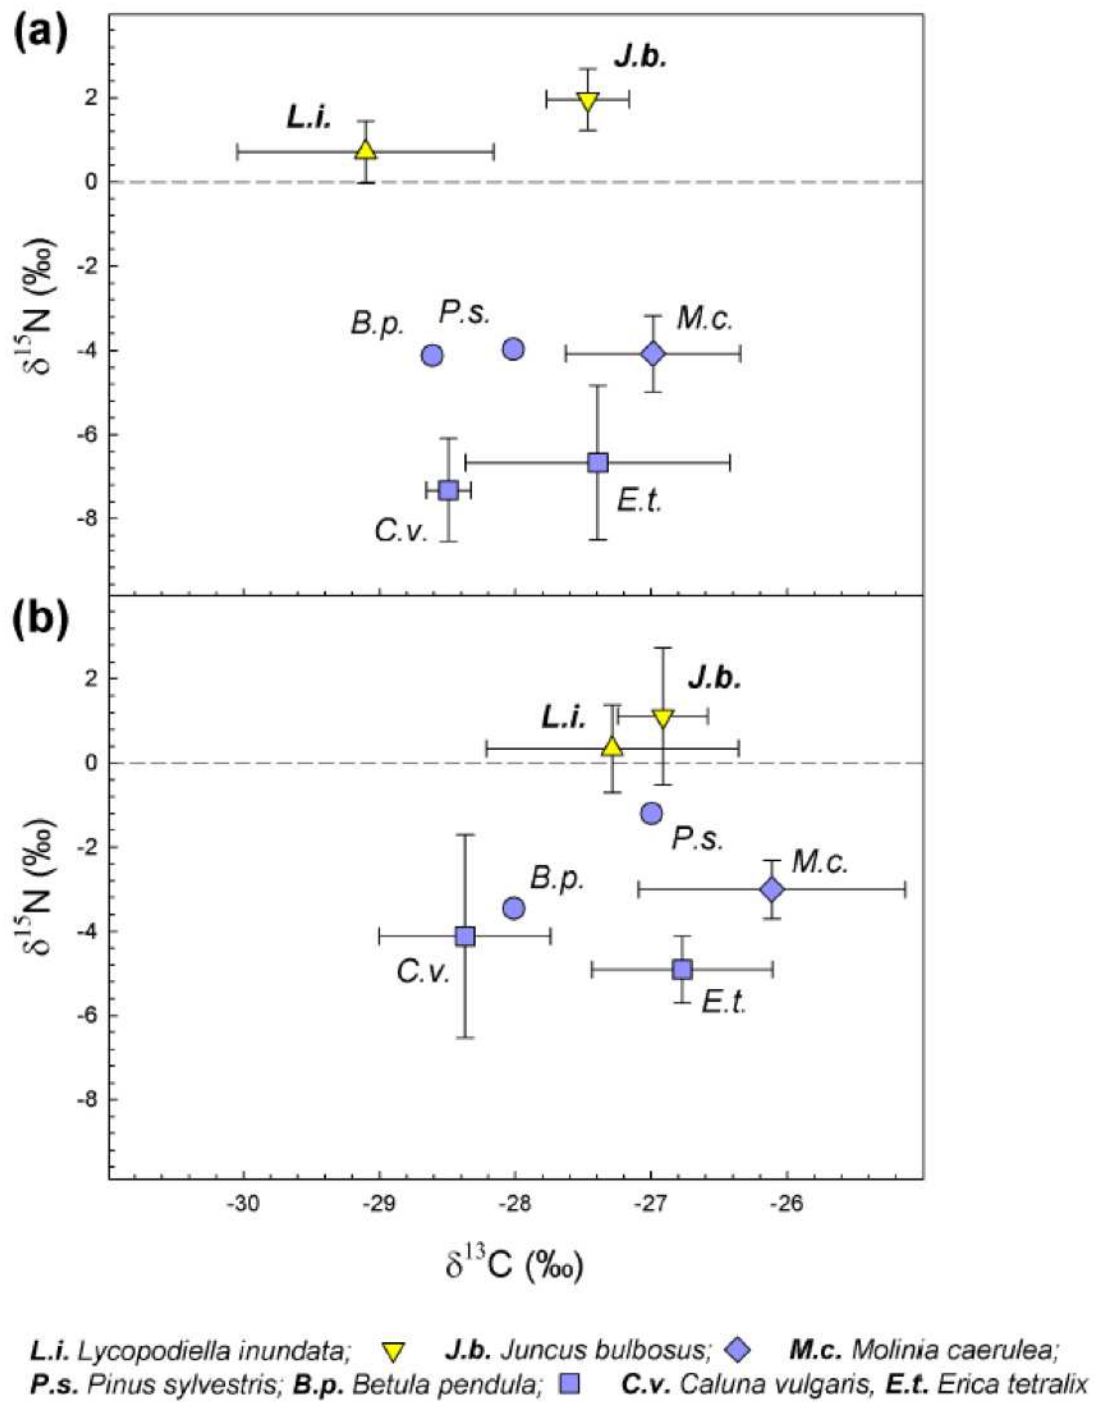 (a)
J.b.
L.i.
2
0
-2
-4
-6
-8
δ15N (‰)
B.p.
P.s.
M.c.
E.t.
C.v.
(b)
J.b.
L.i.
2
0
-2
-4
-6
-8
δ15N (‰)
P.s.
M.c.
B.p.
C.v.
E.t.
-30 -29 -28 -27 -26
δ13C (‰)
L.i. Lycopodiella inundata; J.b. Juncus bulbosus; M.c. Molinia caerulea;
P.s. Pinus sylvestris; B.p. Betula pendula; C.v. Caluna vulgaris, E.t. Erica tetralix